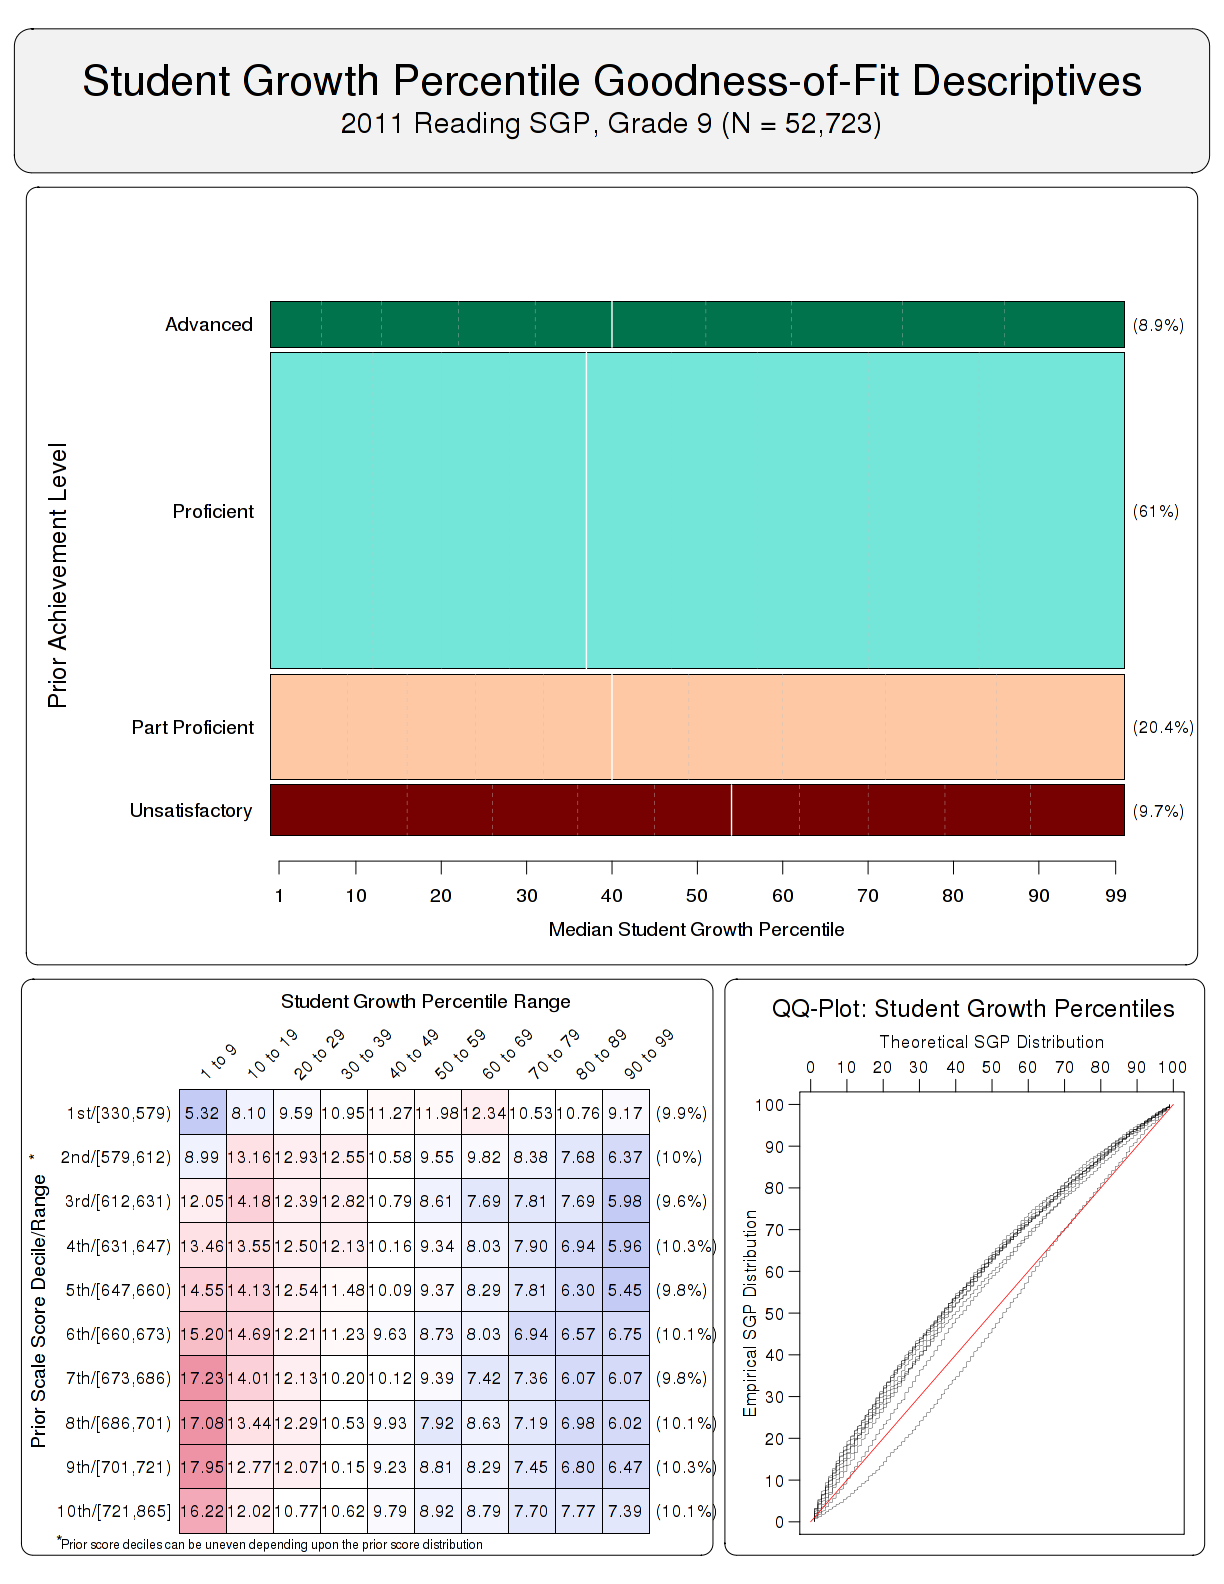 Student Growth Percentile Goodness-of-Fit Descriptives
2011 Reading SGP, Grade 9 (N = 52,723)
Prior Achievement Level
Advanced (8.9%)
Proficient (61%)
Part Proficient (20.4%)
Unsatisfactory (9.7%)
1 10 20 30 40 50 60 70 80 90 99
Median Student Growth Percentile
Student Growth Percentile Range
1 to 9 10 to 19 20 to 29 30 to 39 40 to 49 50 to 59 60 to 69 70 to 79 80 to 89 90 to 99
Prior Scale Score Decile/Range *
1st/[330,579) 5.32 8.10 9.59 10.95 11.27 11.98 12.34 10.53 10.76 9.17 (9.9%)
2nd/[579,612) 8.99 13.16 12.93 12.55 10.58 9.55 9.82 8.38 7.68 6.37 (10%)
3rd/[612,631) 12.05 14.18 12.39 12.82 10.79 8.61 7.69 7.81 7.69 5.98 (9.6%)
4th/[631,647) 13.46 13.55 12.50 12.13 10.16 9.34 8.03 7.90 6.94 5.96 (10.3%)
5th/[647,660) 14.55 14.13 12.54 11.48 10.09 9.37 8.29 7.81 6.30 5.45 (9.8%)
6th/[660,673) 15.20 14.69 12.21 11.23 9.63 8.73 8.03 6.94 6.57 6.75 (10.1%)
7th/[673,686) 17.23 14.01 12.13 10.20 10.12 9.39 7.42 7.36 6.07 6.07 (9.8%)
8th/[686,701) 17.08 13.44 12.29 10.53 9.93 7.92 8.63 7.19 6.98 6.02 (10.1%)
9th/[701,721) 17.95 12.77 12.07 10.15 9.23 8.81 8.29 7.45 6.80 6.47 (10.3%)
10th/[721,865] 16.22 12.02 10.77 10.62 9.79 8.92 8.79 7.70 7.77 7.39 (10.1%)
*Prior score deciles can be uneven depending upon the prior score distribution
QQ-Plot: Student Growth Percentiles
Theoretical SGP Distribution
0 10 20 30 40 50 60 70 80 90 100
Empirical SGP Distribution
100
90
80
70
60
50
40
30
20
10
0